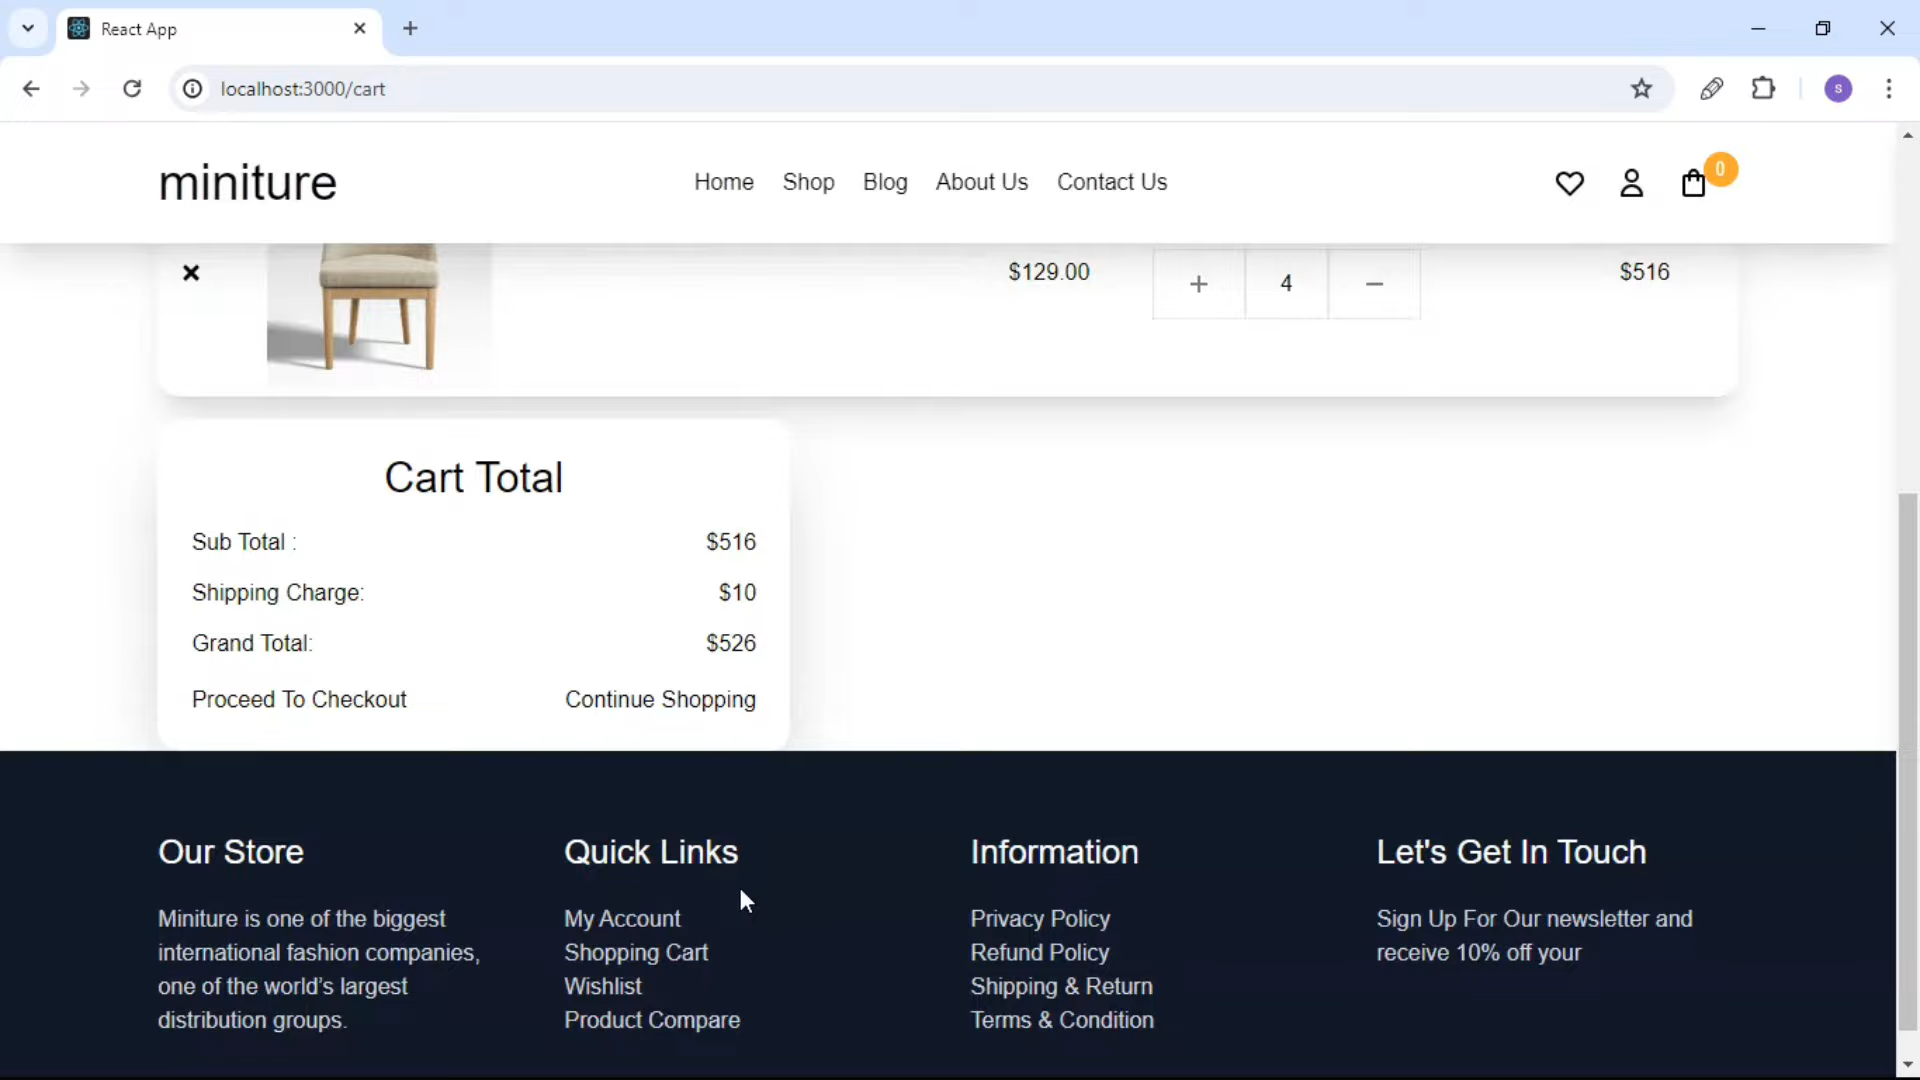 React App
localhost:3000/cart
S
miniture
Home Shop Blog About Us Contact Us
0
$129.00 + 4 − $516
Cart Total
Sub Total : $516
Shipping Charge: $10
Grand Total: $526
Proceed To Checkout Continue Shopping
Our Store
Miniture is one of the biggest
international fashion companies,
one of the world's largest
distribution groups.
Quick Links
My Account
Shopping Cart
Wishlist
Product Compare
Information
Privacy Policy
Refund Policy
Shipping & Return
Terms & Condition
Let's Get In Touch
Sign Up For Our newsletter and
receive 10% off your